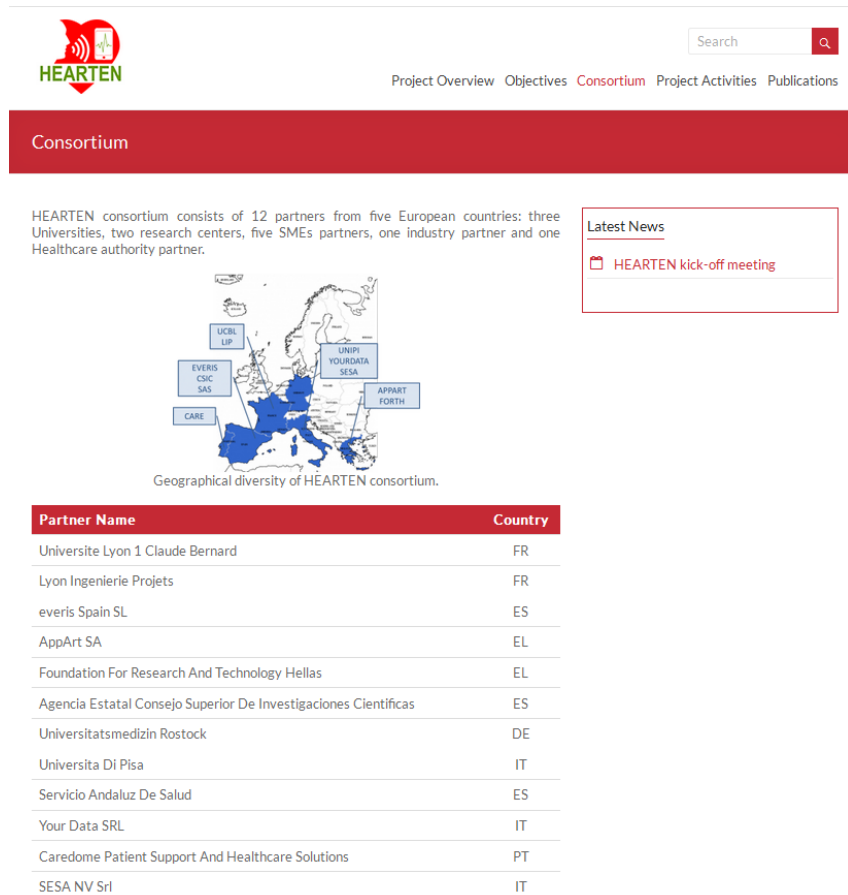 HEARTEN
Search
Project Overview Objectives Consortium Project Activities Publications
Consortium
HEARTEN consortium consists of 12 partners from five European countries: three
Universities, two research centers, five SMEs partners, one industry partner and one
Healthcare authority partner.
Latest News
HEARTEN kick-off meeting
UCBL
LIP
UNIPI
YOURDATA
SESA
EVERIS
CSIC
SAS
APPART
FORTH
CARE
Geographical diversity of HEARTEN consortium.
Partner Name Country
Universite Lyon 1 Claude Bernard FR
Lyon Ingenierie Projets FR
everis Spain SL ES
AppArt SA EL
Foundation For Research And Technology Hellas EL
Agencia Estatal Consejo Superior De Investigaciones Cientificas ES
Universitatsmedizin Rostock DE
Universita Di Pisa IT
Servicio Andaluz De Salud ES
Your Data SRL IT
Caredome Patient Support And Healthcare Solutions PT
SESA NV Srl IT